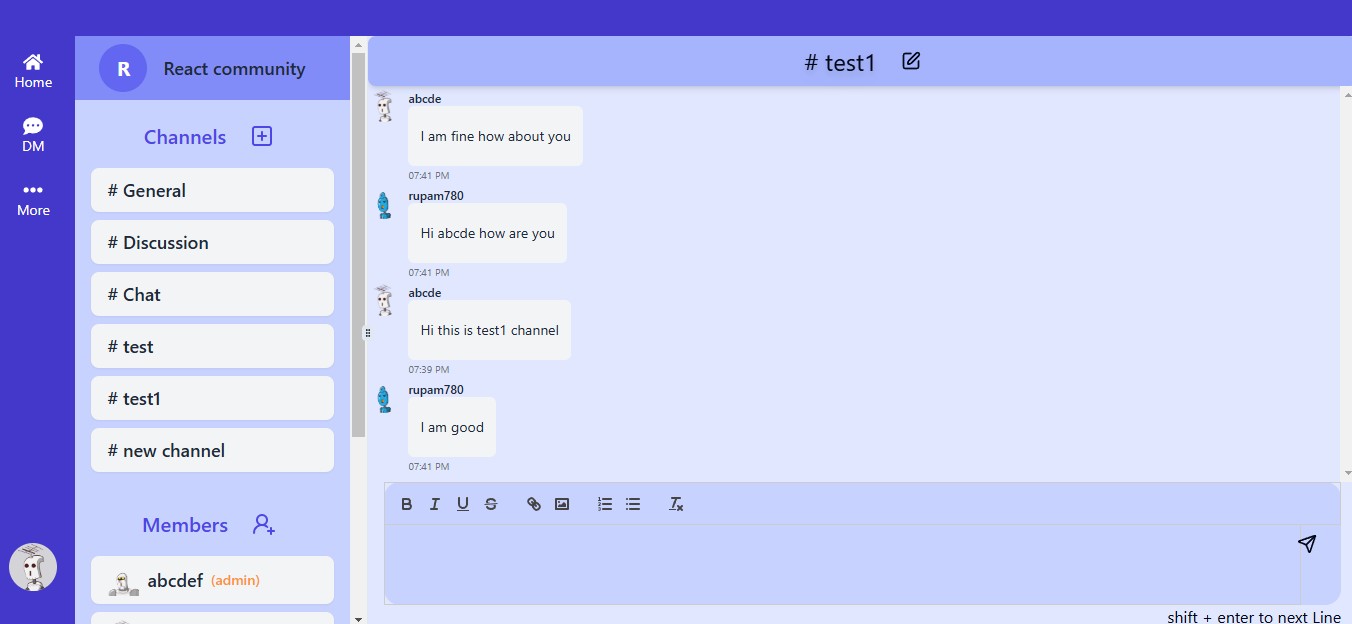 Home
DM
More
R React community
Channels
# General
# Discussion
# Chat
# test
# test1
# new channel
Members
abcdef (admin)
# test1
abcde
I am fine how about you
07:41 PM
rupam780
Hi abcde how are you
07:41 PM
abcde
Hi this is test1 channel
07:39 PM
rupam780
I am good
07:41 PM
shift + enter to next Line